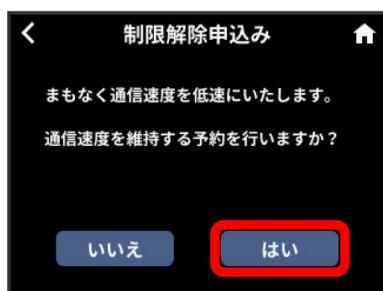 制限解除申込み
まもなく通信速度を低速にいたします。
通信速度を維持する予約を行いますか？
いいえ
はい